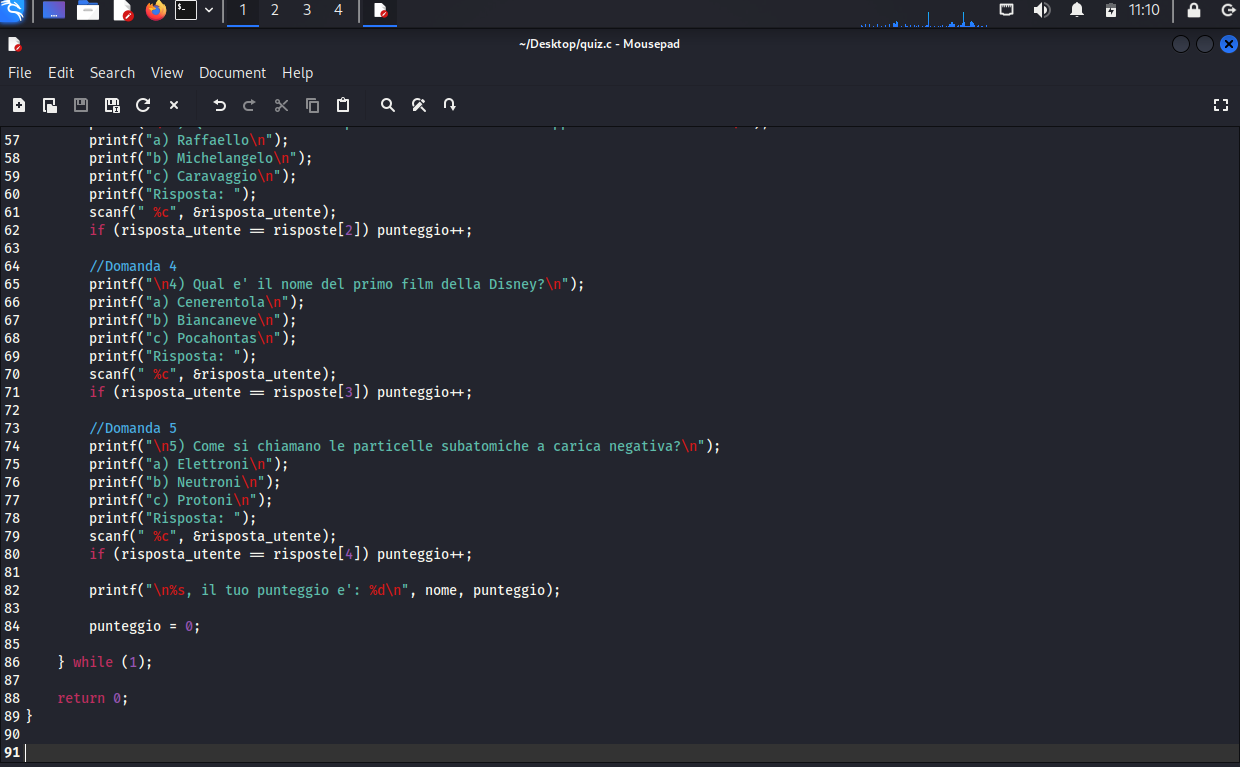 1 2 3 4 11:10
~/Desktop/quiz.c - Mousepad
File Edit Search View Document Help
57 printf("a) Raffaello\n");
58 printf("b) Michelangelo\n");
59 printf("c) Caravaggio\n");
60 printf("Risposta: ");
61 scanf(" %c", &risposta_utente);
62 if (risposta_utente == risposte[2]) punteggio++;
63
64 //Domanda 4
65 printf("\n4) Qual e' il nome del primo film della Disney?\n");
66 printf("a) Cenerentola\n");
67 printf("b) Biancaneve\n");
68 printf("c) Pocahontas\n");
69 printf("Risposta: ");
70 scanf(" %c", &risposta_utente);
71 if (risposta_utente == risposte[3]) punteggio++;
72
73 //Domanda 5
74 printf("\n5) Come si chiamano le particelle subatomiche a carica negativa?\n");
75 printf("a) Elettroni\n");
76 printf("b) Neutroni\n");
77 printf("c) Protoni\n");
78 printf("Risposta: ");
79 scanf(" %c", &risposta_utente);
80 if (risposta_utente == risposte[4]) punteggio++;
81
82 printf("\n%s, il tuo punteggio e': %d\n", nome, punteggio);
83
84 punteggio = 0;
85
86 } while (1);
87
88 return 0;
89 }
90
91